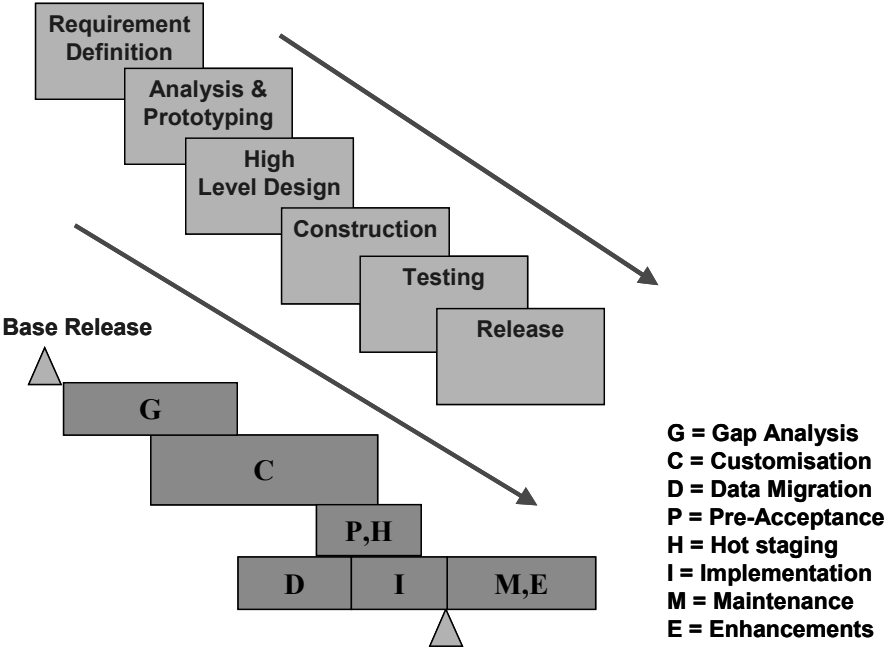 Requirement
Definition
Analysis &
Prototyping
High
Level Design
Construction
Testing
Release
Base Release
G
C
P,H
D
I
M,E
G = Gap Analysis
C = Customisation
D = Data Migration
P = Pre-Acceptance
H = Hot staging
I = Implementation
M = Maintenance
E = Enhancements